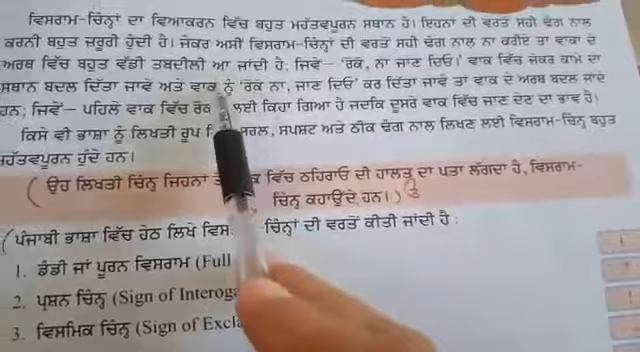 ਵਿਸਰਾਮ-ਚਿੰਨ੍ਹਾਂ ਦਾ ਵਿਆਕਰਨ ਵਿੱਚ ਬਹੁਤ ਮਹੱਤਵਪੂਰਨ ਸਥਾਨ ਹੈ। ਇਹਨਾਂ ਦੀ ਵਰਤੋਂ ਸਹੀ ਢੰਗ ਨਾਲ
ਕਰਨੀ ਬਹੁਤ ਜ਼ਰੂਰੀ ਹੁੰਦੀ ਹੈ। ਜੇਕਰ ਅਸੀਂ ਵਿਸਰਾਮ-ਚਿੰਨ੍ਹਾਂ ਦੀ ਵਰਤੋਂ ਸਹੀ ਢੰਗ ਨਾਲ ਨਾ ਕਰੀਏ ਤਾਂ ਵਾਕਾਂ ਦੇ
ਅਰਥ ਵਿੱਚ ਬਹੁਤ ਵੱਡੀ ਤਬਦੀਲੀ ਆ ਜਾਂਦੀ ਹੈ; ਜਿਵੇਂ— 'ਰੋਕੋ, ਨਾ ਜਾਣ ਦਿਓ।' ਵਾਕ ਵਿੱਚ ਜੇਕਰ ਕਾਮੇ ਦਾ
ਸਥਾਨ ਬਦਲ ਦਿੱਤਾ ਜਾਵੇ ਅਤੇ ਵਾਕ ਨੂੰ 'ਰੋਕੋ ਨਾ, ਜਾਣ ਦਿਓ' ਕਰ ਦਿੱਤਾ ਜਾਵੇ ਤਾਂ ਵਾਕ ਦੇ ਅਰਥ ਬਦਲ ਜਾਂਦੇ
ਹਨ; ਜਿਵੇਂ— ਪਹਿਲੇ ਵਾਕ ਵਿੱਚ ਰੋਕ ਲਈ ਕਿਹਾ ਗਿਆ ਹੈ ਜਦਕਿ ਦੂਸਰੇ ਵਾਕ ਵਿੱਚ ਜਾਣ ਦੇਣ ਦਾ ਭਾਵ ਹੈ।
ਕਿਸੇ ਵੀ ਭਾਸ਼ਾ ਨੂੰ ਲਿਖਤੀ ਰੂਪ ਸਰਲ, ਸਪਸ਼ਟ ਅਤੇ ਠੀਕ ਢੰਗ ਨਾਲ ਲਿਖਣ ਲਈ ਵਿਸਰਾਮ-ਚਿੰਨ੍ਹ ਬਹੁਤ
ਮਹੱਤਵਪੂਰਨ ਹੁੰਦੇ ਹਨ।
(ਉਹ ਲਿਖਤੀ ਚਿੰਨ੍ਹ ਜਿਹਨਾਂ ਵਿੱਚ ਠਹਿਰਾਓ ਦੀ ਹਾਲਤ ਦਾ ਪਤਾ ਲੱਗਦਾ ਹੈ, ਵਿਸਰਾਮ-
ਚਿੰਨ੍ਹ ਕਹਾਉਂਦੇ ਹਨ।)
(ਪੰਜਾਬੀ ਭਾਸ਼ਾ ਵਿੱਚ ਹੇਠ ਲਿਖੇ ਚਿੰਨ੍ਹਾਂ ਦੀ ਵਰਤੋਂ ਕੀਤੀ ਜਾਂਦੀ ਹੈ :
1. ਡੰਡੀ ਜਾਂ ਪੂਰਨ ਵਿਸਰਾਮ (Full
2. ਪ੍ਰਸ਼ਨ ਚਿੰਨ੍ਹ (Sign of
3. ਵਿਸਮਿਕ ਚਿੰਨ੍ਹ (Sign of